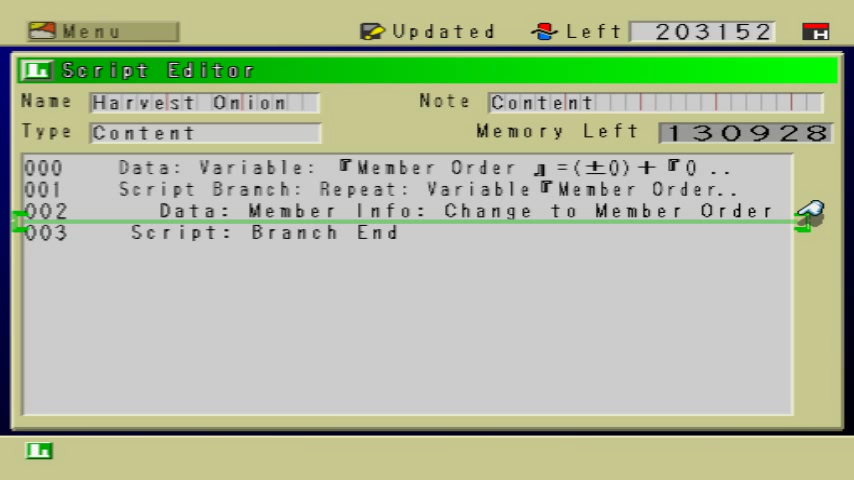 Menu Updated Left 203152 H
Script Editor
Name Harvest Onion Note Content
Type Content Memory Left 130928
000 Data: Variable: 『Member Order 』=(±0)+『0 ..
001 Script Branch: Repeat: Variable『Member Order..
002 Data: Member Info: Change to Member Order
003 Script: Branch End